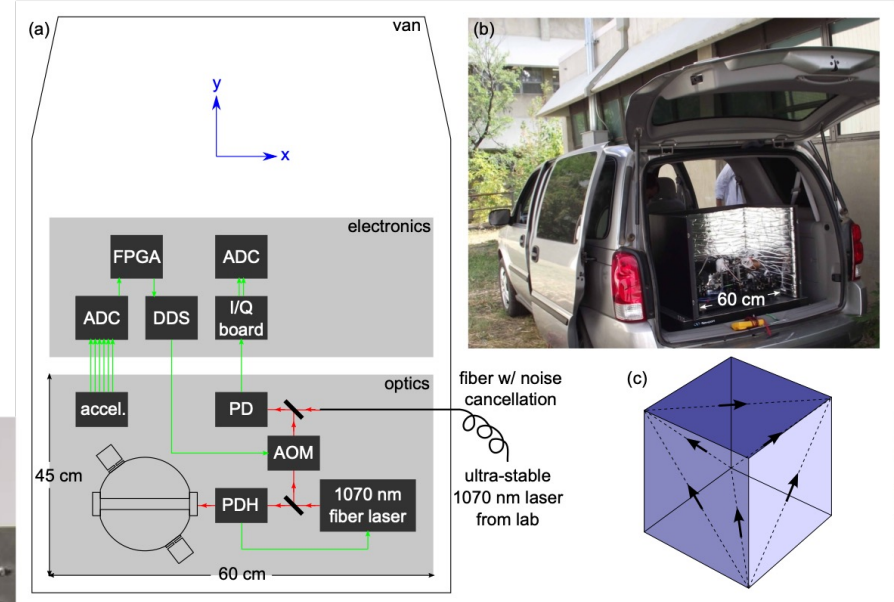 (a)
van
y
x
electronics
FPGA
ADC
ADC
DDS
I/Q
board
optics
accel.
PD
AOM
PDH
1070 nm
fiber laser
45 cm
60 cm
fiber w/ noise
cancellation
ultra-stable
1070 nm laser
from lab
(b)
60 cm
(c)